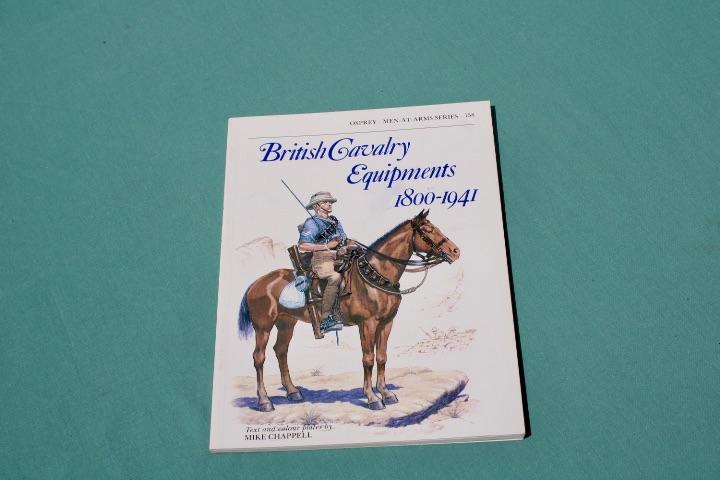 OSPREY · MEN-AT-ARMS SERIES · 138
British Cavalry
Equipments
1800-1941
Text and colour plates by
MIKE CHAPPELL